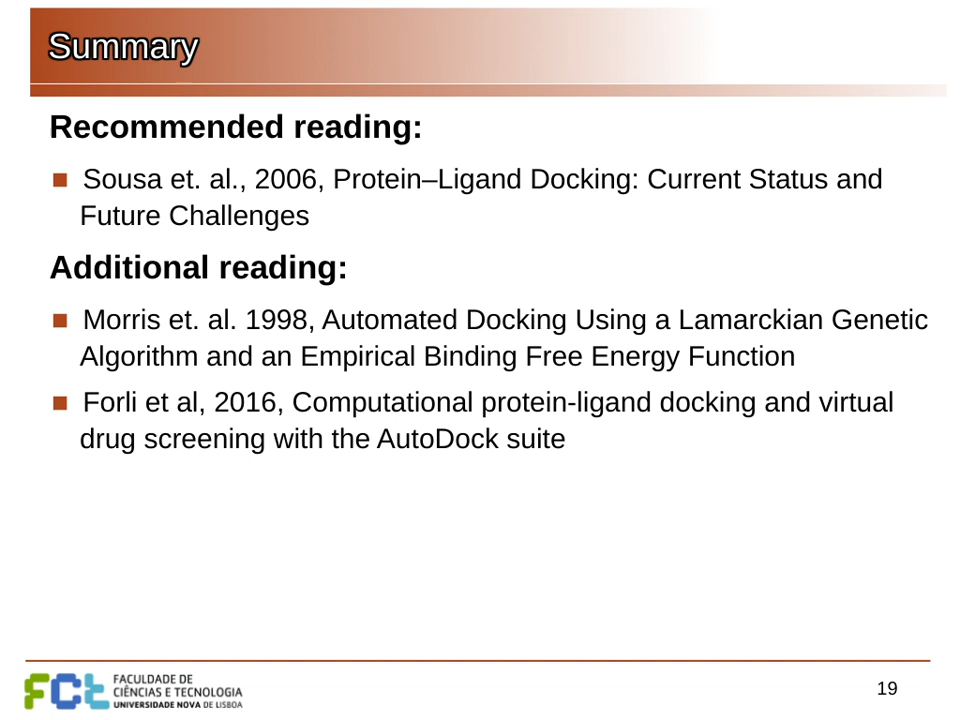 Summary
Recommended reading:
Sousa et. al., 2006, Protein–Ligand Docking: Current Status and
Future Challenges
Additional reading:
Morris et. al. 1998, Automated Docking Using a Lamarckian Genetic
Algorithm and an Empirical Binding Free Energy Function
Forli et al, 2016, Computational protein-ligand docking and virtual
drug screening with the AutoDock suite
FCt
FACULDADE DE
CIÊNCIAS E TECNOLOGIA
UNIVERSIDADE NOVA DE LISBOA
19